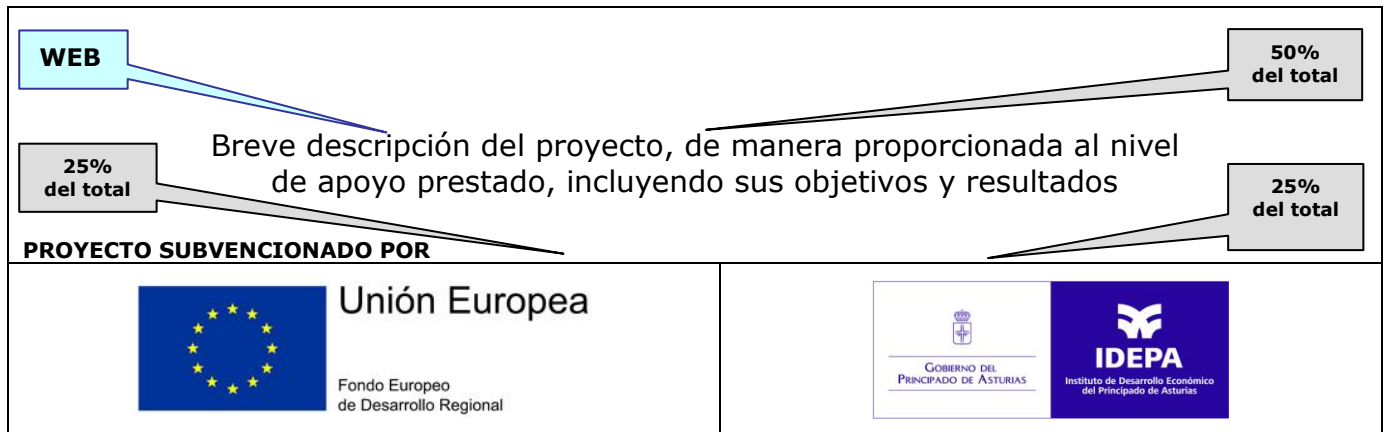 WEB
50%
del total
Breve descripción del proyecto, de manera proporcionada al nivel
de apoyo prestado, incluyendo sus objetivos y resultados
25%
del total
25%
del total
PROYECTO SUBVENCIONADO POR
Unión Europea
Fondo Europeo
de Desarrollo Regional
GOBIERNO DEL
PRINCIPADO DE ASTURIAS
IDEPA
Instituto de Desarrollo Económico
del Principado de Asturias